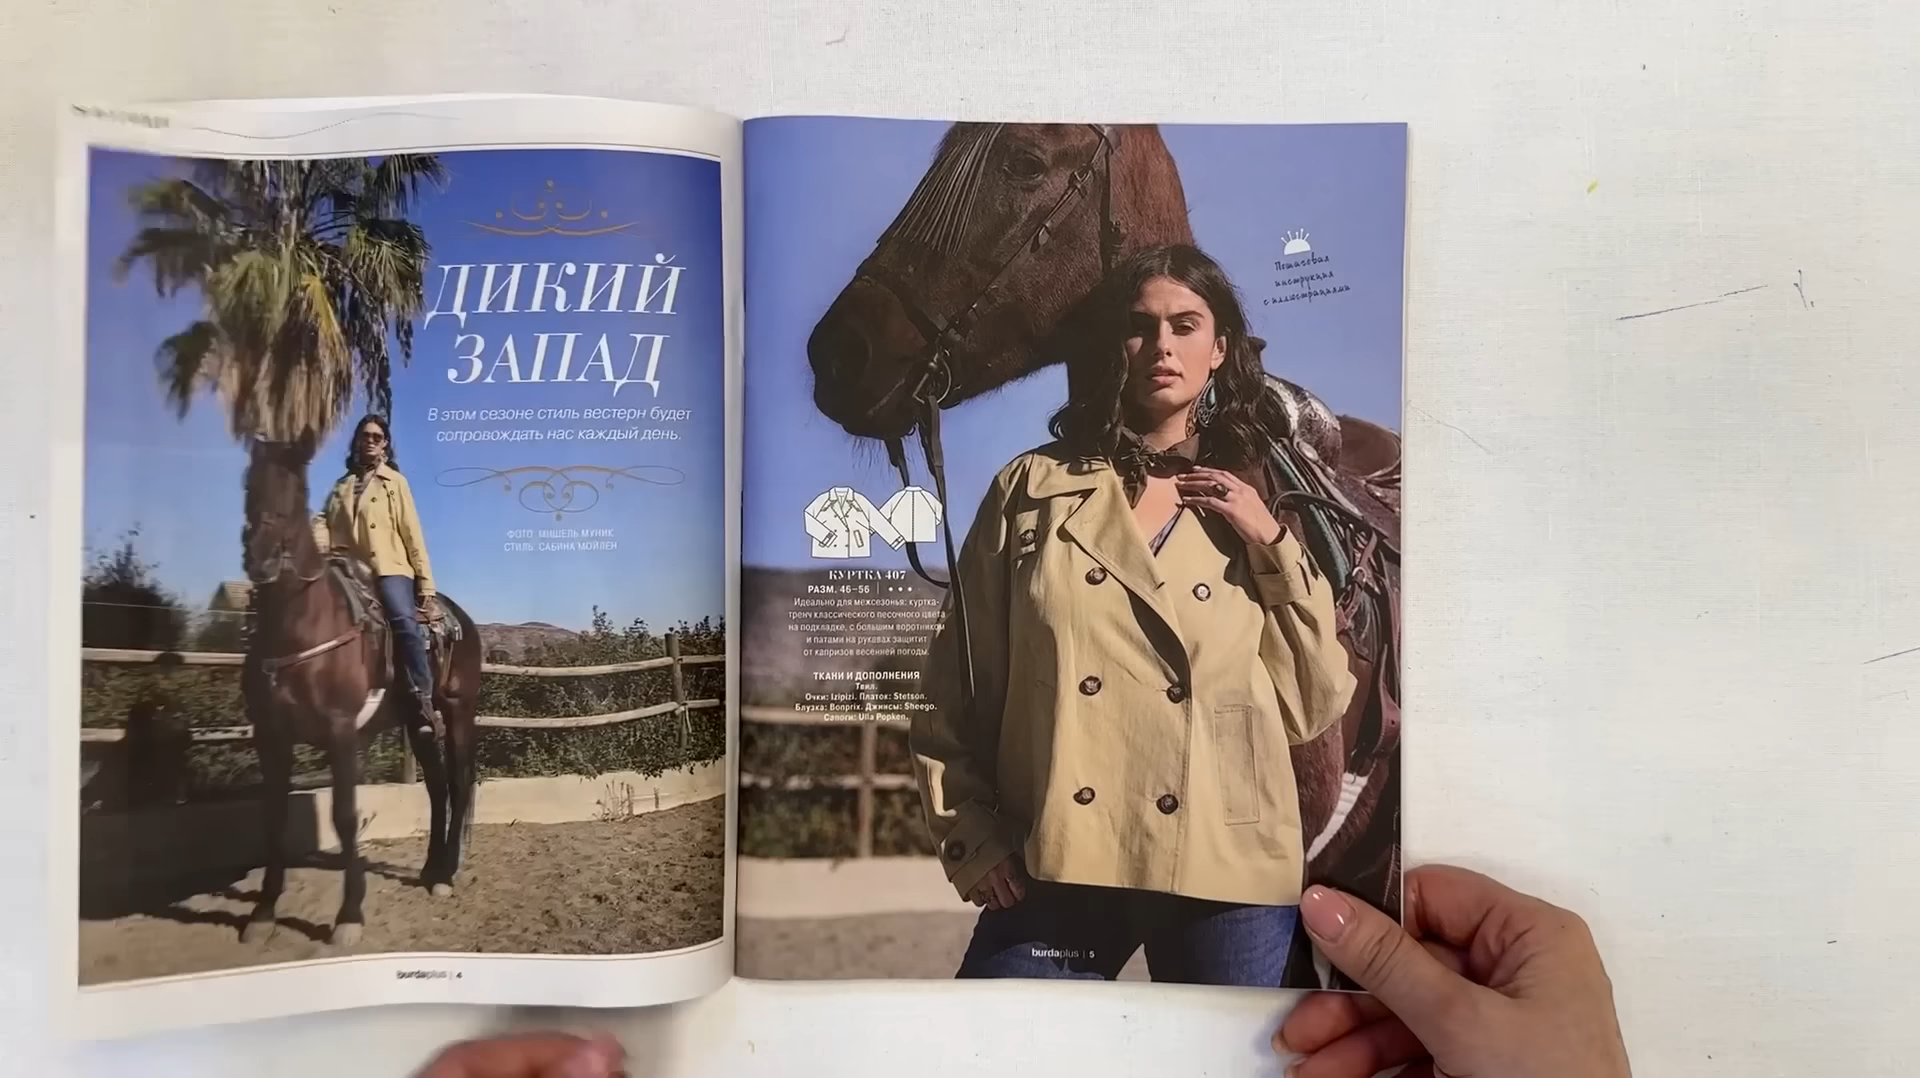 ДИКИЙ
ЗАПАД
В этом сезоне стиль вестерн будет
сопровождать нас каждый день.
ФОТО: МИШЕЛЬ МУНИК
СТИЛЬ: САБИНА МОЙЛЕН
burdaplus | 4
Пошаговая
инструкция
с иллюстрациями
КУРТКА 407
РАЗМ. 46–56 | • • •
Идеально для межсезонья: куртка-
тренч классического песочного цвета
на подкладке, с большим воротником
и патами на рукавах защитит
от капризов весенней погоды.
ТКАНИ И ДОПОЛНЕНИЯ
Твил.
Очки: Izipizi. Платок: Stetson.
Блузка: Bonprix. Джинсы: Sheego.
Сапоги: Ulla Popken.
burdaplus | 5